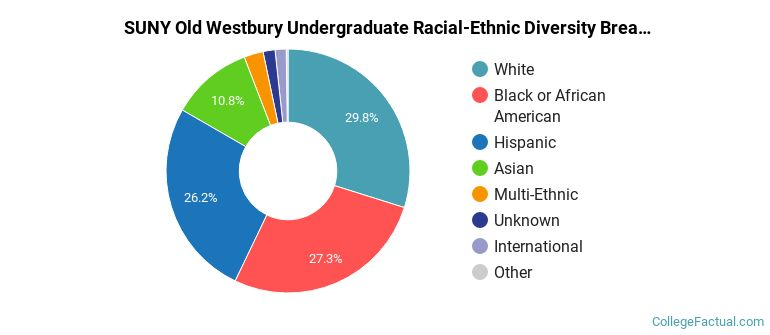 SUNY Old Westbury Undergraduate Racial-Ethnic Diversity Brea...
29.8%
27.3%
26.2%
10.8%
White
Black or African
American
Hispanic
Asian
Multi-Ethnic
Unknown
International
Other
CollegeFactual.com